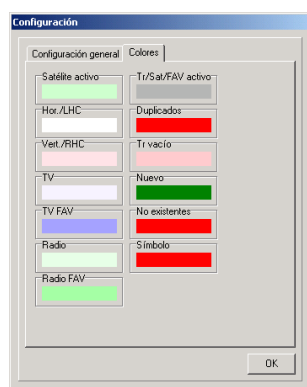 Configuración
Configuración general Colores
Satélite activo Tr/Sat/FAV activo
Hor./LHC Duplicados
Vert./RHC Tr vacío
TV Nuevo
TV FAV No existentes
Radio Símbolo
Radio FAV
OK